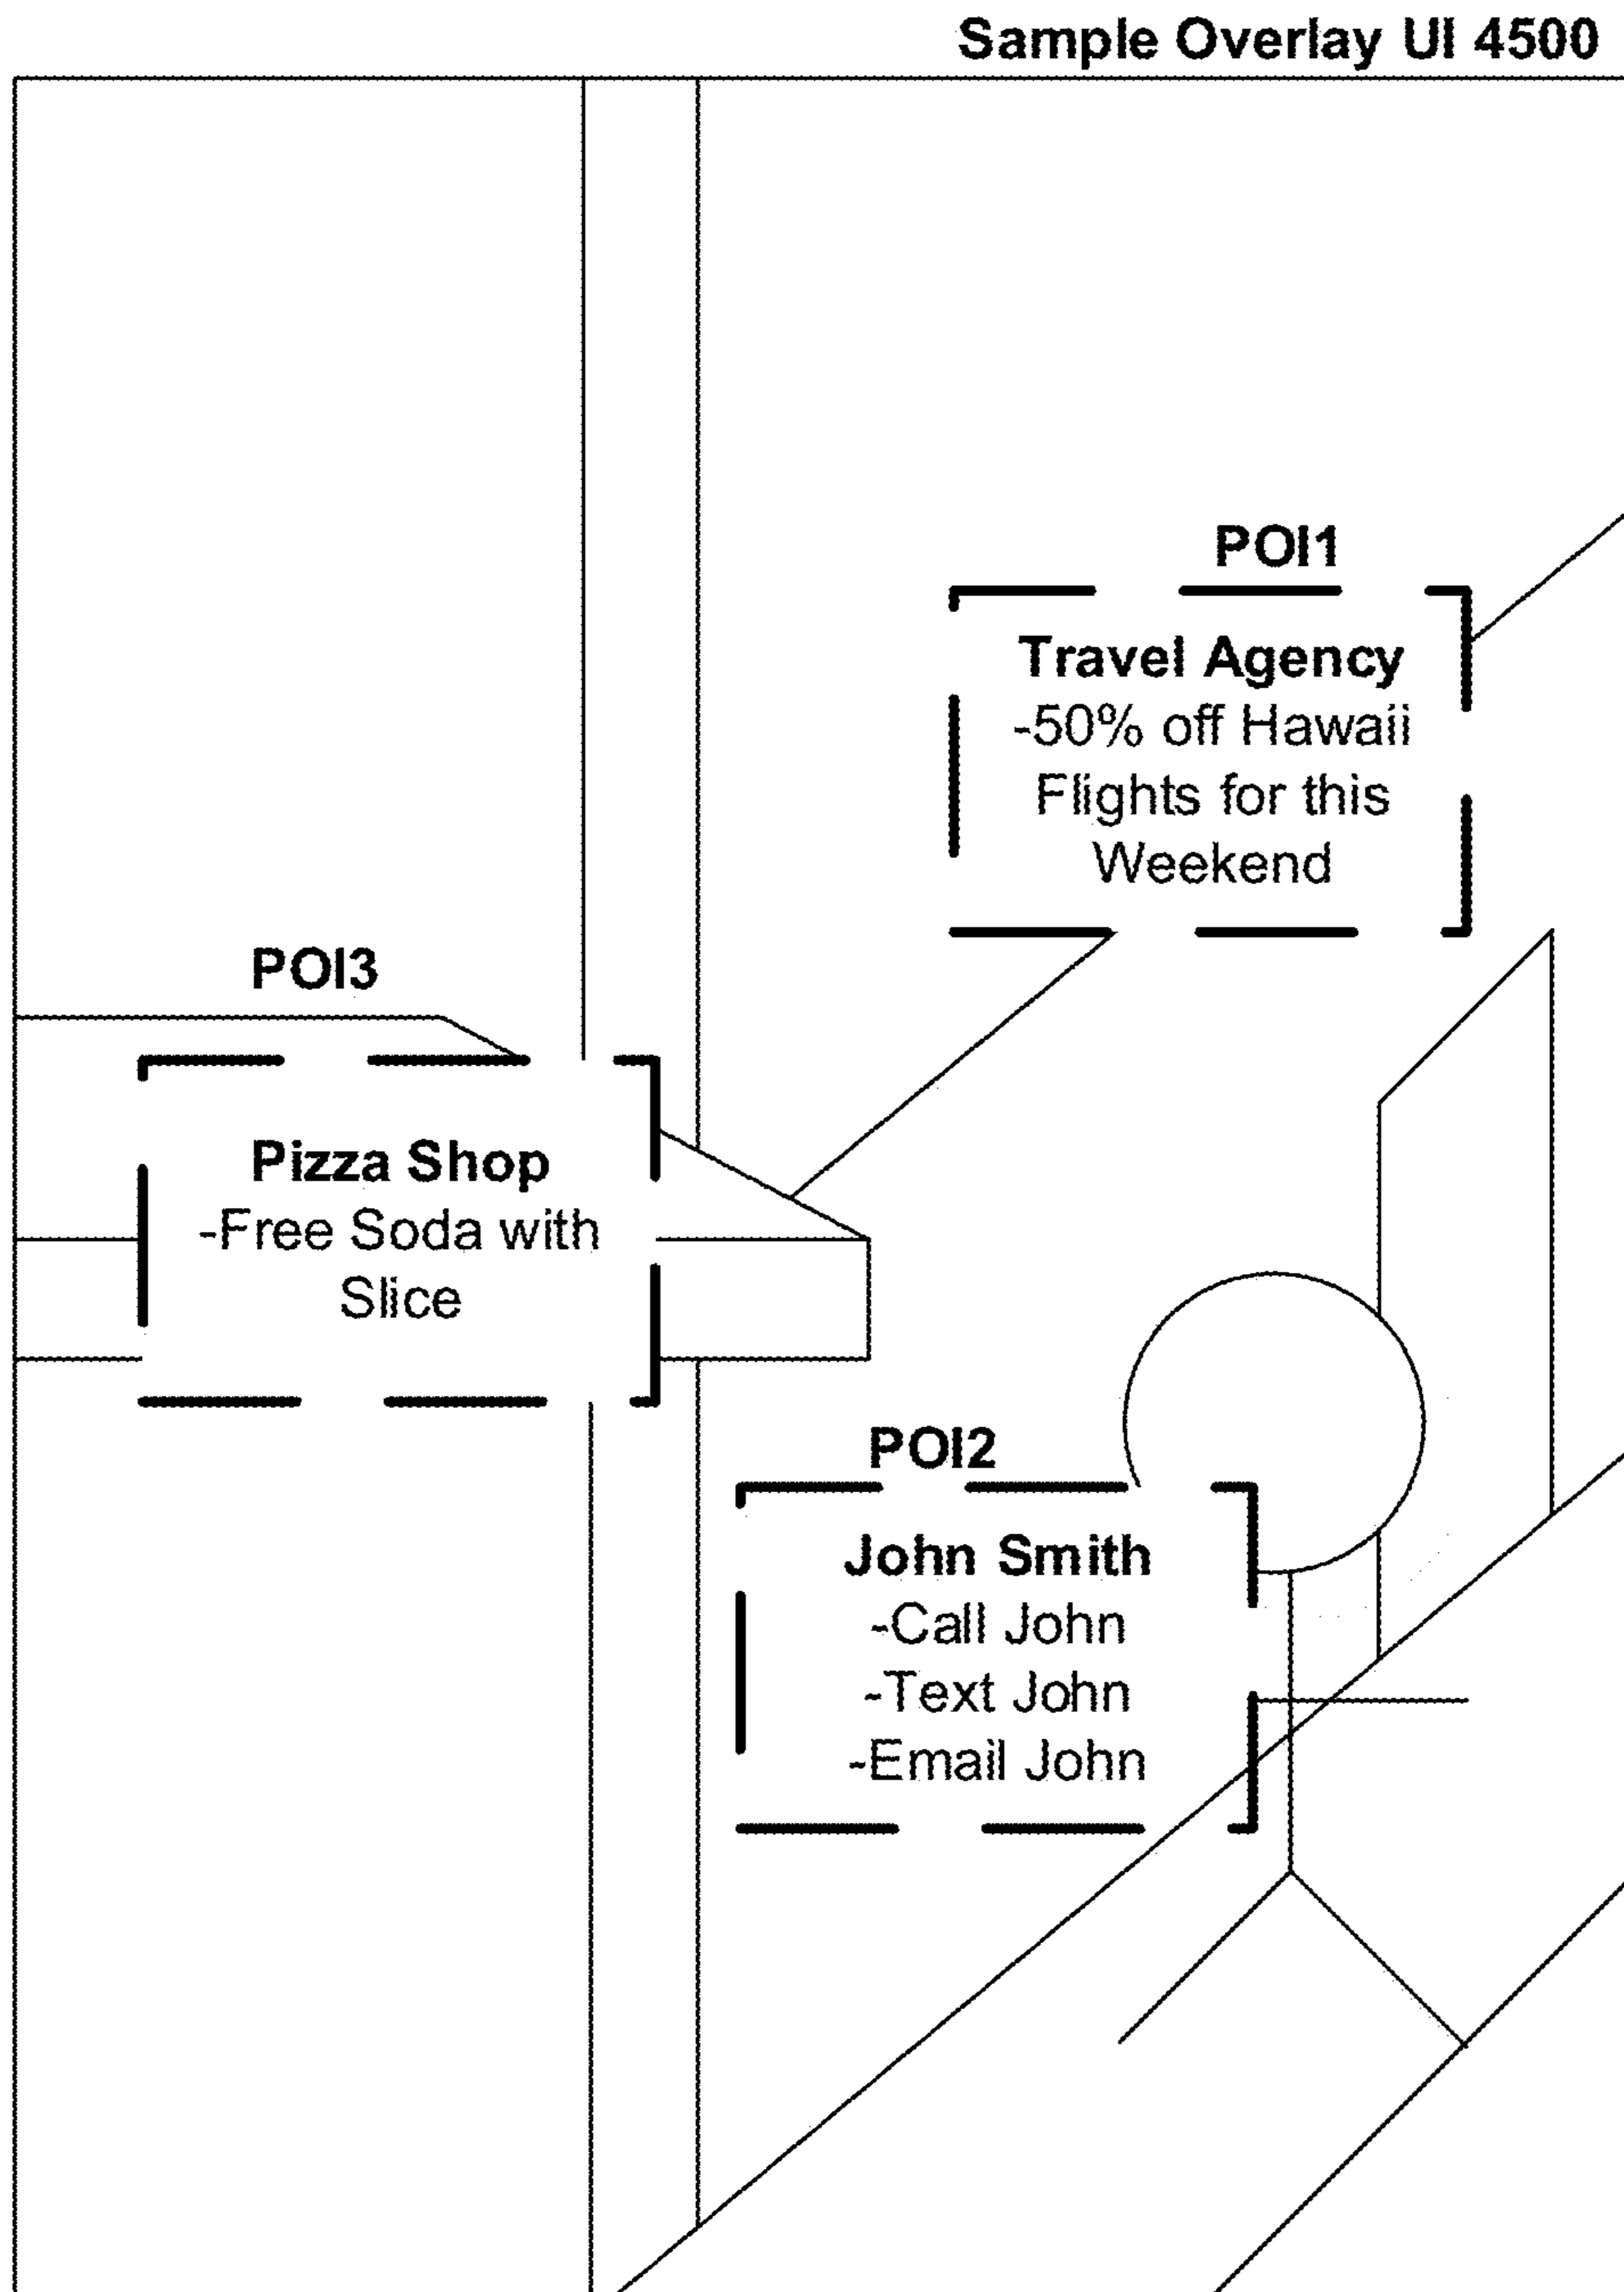 Sample Overlay UI 4500
POI1
Travel Agency
-50% off Hawaii
Flights for this
Weekend
POI3
Pizza Shop
-Free Soda with
Slice
POI2
John Smith
-Call John
-Text John
-Email John